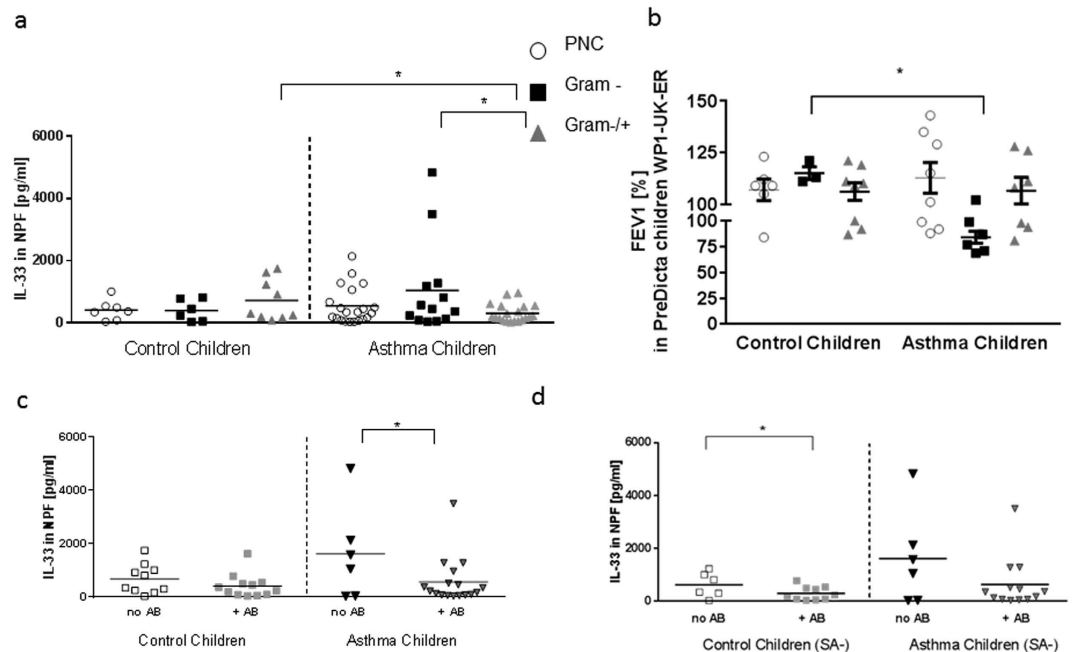 a
PNC
Gram -
Gram-/+
*
*
6000
4000
2000
0
IL-33 in NPF [pg/ml]
Control Children
Asthma Children
b
*
150
125
100
100
75
50
25
0
FEV1 [%]
in PreDicta children WP1-UK-ER
Control Children
Asthma Children
c
*
6000
4000
2000
0
IL-33 in NPF [pg/ml]
no AB
+ AB
no AB
+ AB
Control Children
Asthma Children
d
*
6000
4000
2000
0
IL-33 in NPF [pg/ml]
no AB
+ AB
no AB
+ AB
Control Children (SA-)
Asthma Children (SA-)